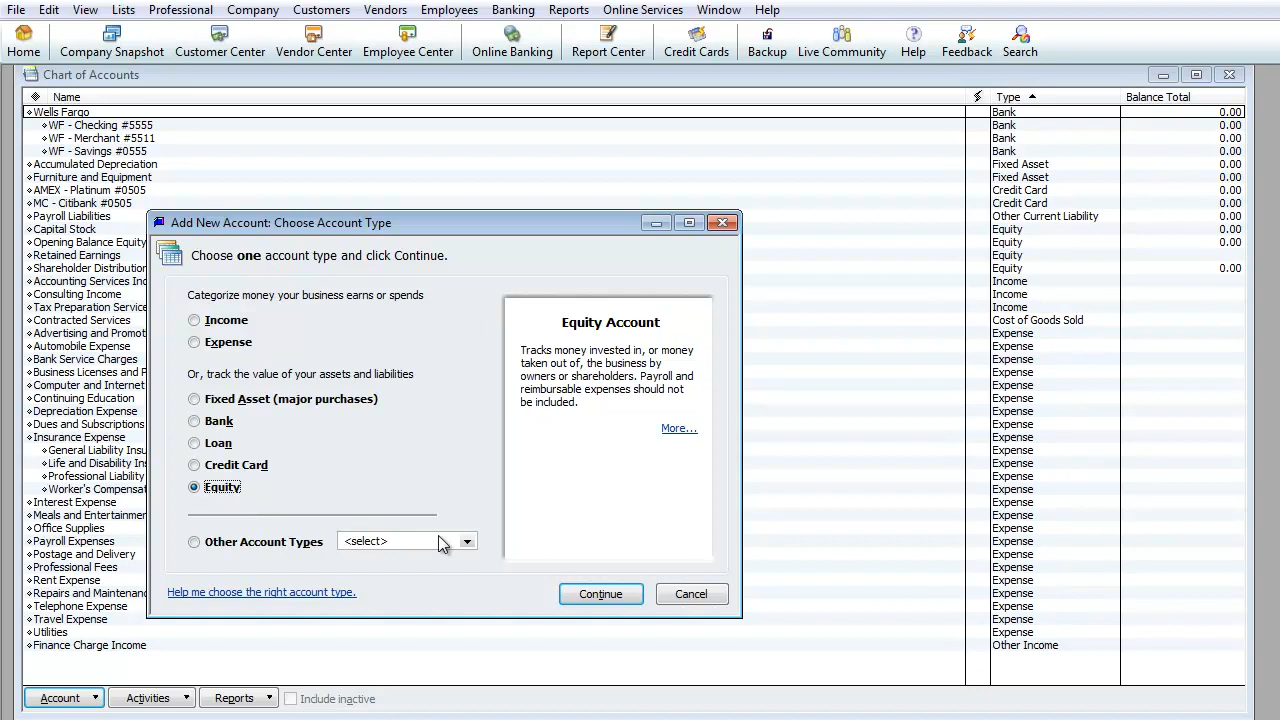 File Edit View Lists Professional Company Customers Vendors Employees Banking Reports Online Services Window Help
Home Company Snapshot Customer Center Vendor Center Employee Center Online Banking Report Center Credit Cards Backup Live Community Help Feedback Search
Chart of Accounts
Name Type Balance Total
Wells Fargo Bank 0.00
WF - Checking #5555 Bank 0.00
WF - Merchant #5511 Bank 0.00
WF - Savings #0555 Bank 0.00
Accumulated Depreciation Fixed Asset 0.00
Furniture and Equipment Fixed Asset 0.00
AMEX - Platinum #0505 Credit Card 0.00
MC - Citibank #0505 Credit Card 0.00
Payroll Liabilities Other Current Liability 0.00
Capital Stock Equity 0.00
Opening Balance Equity Equity 0.00
Retained Earnings Equity
Shareholder Distribution Equity 0.00
Accounting Services Inc Income
Consulting Income Income
Tax Preparation Service Income
Contracted Services Cost of Goods Sold
Advertising and Promot Expense
Automobile Expense Expense
Bank Service Charges Expense
Business Licenses and P Expense
Computer and Internet Expense
Continuing Education Expense
Depreciation Expense Expense
Dues and Subscriptions Expense
Insurance Expense Expense
General Liability Insu Expense
Life and Disability Ins Expense
Professional Liability Expense
Worker's Compensat Expense
Interest Expense Expense
Meals and Entertainmen Expense
Office Supplies Expense
Payroll Expenses Expense
Postage and Delivery Expense
Professional Fees Expense
Rent Expense Expense
Repairs and Maintenanc Expense
Telephone Expense Expense
Travel Expense Expense
Utilities Expense
Finance Charge Income Other Income
Add New Account: Choose Account Type
Choose one account type and click Continue.
Categorize money your business earns or spends
Income
Expense
Or, track the value of your assets and liabilities
Fixed Asset (major purchases)
Bank
Loan
Credit Card
Equity
Other Account Types <select>
Equity Account
Tracks money invested in, or money
taken out of, the business by
owners or shareholders. Payroll and
reimbursable expenses should not
be included.
More...
Help me choose the right account type. Continue Cancel
Account Activities Reports Include inactive